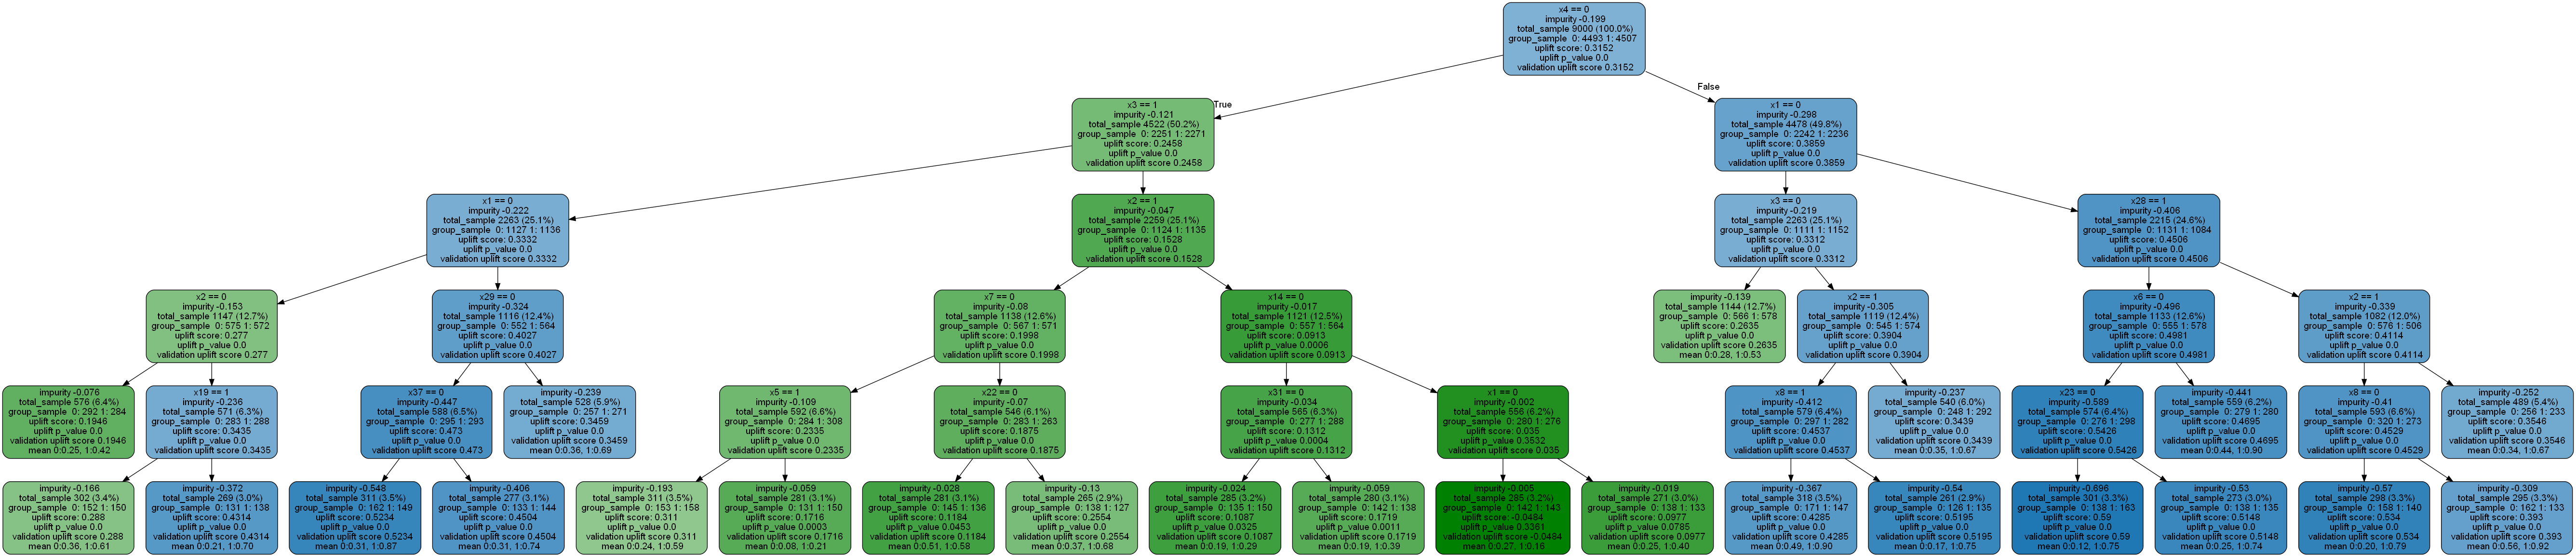 x4 == 0
impurity -0.199
total_sample 9000 (100.0%)
group_sample 0: 4493 1: 4507
uplift score: 0.3152
uplift p_value 0.0
validation uplift score 0.3152
True
False
x3 == 1
impurity -0.121
total_sample 4522 (50.2%)
group_sample 0: 2251 1: 2271
uplift score: 0.2458
uplift p_value 0.0
validation uplift score 0.2458
x1 == 0
impurity -0.298
total_sample 4478 (49.8%)
group_sample 0: 2242 1: 2236
uplift score: 0.3859
uplift p_value 0.0
validation uplift score 0.3859
x1 == 0
impurity -0.222
total_sample 2263 (25.1%)
group_sample 0: 1127 1: 1136
uplift score: 0.3332
uplift p_value 0.0
validation uplift score 0.3332
x2 == 1
impurity -0.047
total_sample 2259 (25.1%)
group_sample 0: 1124 1: 1135
uplift score: 0.1528
uplift p_value 0.0
validation uplift score 0.1528
x3 == 0
impurity -0.219
total_sample 2263 (25.1%)
group_sample 0: 1111 1: 1152
uplift score: 0.3312
uplift p_value 0.0
validation uplift score 0.3312
x28 == 1
impurity -0.406
total_sample 2215 (24.6%)
group_sample 0: 1131 1: 1084
uplift score: 0.4506
uplift p_value 0.0
validation uplift score 0.4506
x2 == 0
impurity -0.153
total_sample 1147 (12.7%)
group_sample 0: 575 1: 572
uplift score: 0.277
uplift p_value 0.0
validation uplift score 0.277
x29 == 0
impurity -0.324
total_sample 1116 (12.4%)
group_sample 0: 552 1: 564
uplift score: 0.4027
uplift p_value 0.0
validation uplift score 0.4027
x7 == 0
impurity -0.08
total_sample 1138 (12.6%)
group_sample 0: 567 1: 571
uplift score: 0.1998
uplift p_value 0.0
validation uplift score 0.1998
x14 == 0
impurity -0.017
total_sample 1121 (12.5%)
group_sample 0: 557 1: 564
uplift score: 0.0913
uplift p_value 0.0006
validation uplift score 0.0913
impurity -0.139
total_sample 1144 (12.7%)
group_sample 0: 566 1: 578
uplift score: 0.2635
uplift p_value 0.0
validation uplift score 0.2635
mean 0:0.28, 1:0.53
x2 == 1
impurity -0.305
total_sample 1119 (12.4%)
group_sample 0: 545 1: 574
uplift score: 0.3904
uplift p_value 0.0
validation uplift score 0.3904
x6 == 0
impurity -0.496
total_sample 1133 (12.6%)
group_sample 0: 555 1: 578
uplift score: 0.4981
uplift p_value 0.0
validation uplift score 0.4981
x2 == 1
impurity -0.339
total_sample 1082 (12.0%)
group_sample 0: 576 1: 506
uplift score: 0.4114
uplift p_value 0.0
validation uplift score 0.4114
impurity -0.076
total_sample 576 (6.4%)
group_sample 0: 292 1: 284
uplift score: 0.1946
uplift p_value 0.0
validation uplift score 0.1946
mean 0:0.25, 1:0.42
x19 == 1
impurity -0.236
total_sample 571 (6.3%)
group_sample 0: 283 1: 288
uplift score: 0.3435
uplift p_value 0.0
validation uplift score 0.3435
x37 == 0
impurity -0.447
total_sample 588 (6.5%)
group_sample 0: 295 1: 293
uplift score: 0.473
uplift p_value 0.0
validation uplift score 0.473
impurity -0.239
total_sample 528 (5.9%)
group_sample 0: 257 1: 271
uplift score: 0.3459
uplift p_value 0.0
validation uplift score 0.3459
mean 0:0.36, 1:0.69
x5 == 1
impurity -0.109
total_sample 592 (6.6%)
group_sample 0: 284 1: 308
uplift score: 0.2335
uplift p_value 0.0
validation uplift score 0.2335
x22 == 0
impurity -0.07
total_sample 546 (6.1%)
group_sample 0: 283 1: 263
uplift score: 0.1875
uplift p_value 0.0
validation uplift score 0.1875
x31 == 0
impurity -0.034
total_sample 565 (6.3%)
group_sample 0: 277 1: 288
uplift score: 0.1312
uplift p_value 0.0004
validation uplift score 0.1312
x1 == 0
impurity -0.002
total_sample 556 (6.2%)
group_sample 0: 280 1: 276
uplift score: 0.035
uplift p_value 0.3532
validation uplift score 0.035
x8 == 1
impurity -0.412
total_sample 579 (6.4%)
group_sample 0: 297 1: 282
uplift score: 0.4537
uplift p_value 0.0
validation uplift score 0.4537
impurity -0.237
total_sample 540 (6.0%)
group_sample 0: 248 1: 292
uplift score: 0.3439
uplift p_value 0.0
validation uplift score 0.3439
mean 0:0.35, 1:0.67
x23 == 0
impurity -0.589
total_sample 574 (6.4%)
group_sample 0: 276 1: 298
uplift score: 0.5426
uplift p_value 0.0
validation uplift score 0.5426
impurity -0.441
total_sample 559 (6.2%)
group_sample 0: 279 1: 280
uplift score: 0.4695
uplift p_value 0.0
validation uplift score 0.4695
mean 0:0.44, 1:0.90
x8 == 0
impurity -0.41
total_sample 593 (6.6%)
group_sample 0: 320 1: 273
uplift score: 0.4529
uplift p_value 0.0
validation uplift score 0.4529
impurity -0.252
total_sample 489 (5.4%)
group_sample 0: 256 1: 233
uplift score: 0.3546
uplift p_value 0.0
validation uplift score 0.3546
mean 0:0.34, 1:0.67
impurity -0.166
total_sample 302 (3.4%)
group_sample 0: 152 1: 150
uplift score: 0.288
uplift p_value 0.0
validation uplift score 0.288
mean 0:0.36, 1:0.61
impurity -0.372
total_sample 269 (3.0%)
group_sample 0: 131 1: 138
uplift score: 0.4314
uplift p_value 0.0
validation uplift score 0.4314
mean 0:0.21, 1:0.70
impurity -0.548
total_sample 311 (3.5%)
group_sample 0: 162 1: 149
uplift score: 0.5234
uplift p_value 0.0
validation uplift score 0.5234
mean 0:0.31, 1:0.87
impurity -0.406
total_sample 277 (3.1%)
group_sample 0: 133 1: 144
uplift score: 0.4504
uplift p_value 0.0
validation uplift score 0.4504
mean 0:0.31, 1:0.74
impurity -0.193
total_sample 311 (3.5%)
group_sample 0: 153 1: 158
uplift score: 0.311
uplift p_value 0.0
validation uplift score 0.311
mean 0:0.24, 1:0.59
impurity -0.059
total_sample 281 (3.1%)
group_sample 0: 131 1: 150
uplift score: 0.1716
uplift p_value 0.0003
validation uplift score 0.1716
mean 0:0.08, 1:0.21
impurity -0.028
total_sample 281 (3.1%)
group_sample 0: 145 1: 136
uplift score: 0.1184
uplift p_value 0.0453
validation uplift score 0.1184
mean 0:0.51, 1:0.58
impurity -0.13
total_sample 265 (2.9%)
group_sample 0: 138 1: 127
uplift score: 0.2554
uplift p_value 0.0
validation uplift score 0.2554
mean 0:0.37, 1:0.68
impurity -0.024
total_sample 285 (3.2%)
group_sample 0: 135 1: 150
uplift score: 0.1087
uplift p_value 0.0325
validation uplift score 0.1087
mean 0:0.19, 1:0.29
impurity -0.059
total_sample 280 (3.1%)
group_sample 0: 142 1: 138
uplift score: 0.1719
uplift p_value 0.0011
validation uplift score 0.1719
mean 0:0.19, 1:0.39
impurity -0.005
total_sample 285 (3.2%)
group_sample 0: 142 1: 143
uplift score: -0.0484
uplift p_value 0.3361
validation uplift score -0.0484
mean 0:0.27, 1:0.16
impurity -0.019
total_sample 271 (3.0%)
group_sample 0: 138 1: 133
uplift score: 0.0977
uplift p_value 0.0785
validation uplift score 0.0977
mean 0:0.25, 1:0.40
impurity -0.367
total_sample 318 (3.5%)
group_sample 0: 171 1: 147
uplift score: 0.4285
uplift p_value 0.0
validation uplift score 0.4285
mean 0:0.49, 1:0.90
impurity -0.54
total_sample 261 (2.9%)
group_sample 0: 126 1: 135
uplift score: 0.5195
uplift p_value 0.0
validation uplift score 0.5195
mean 0:0.17, 1:0.75
impurity -0.696
total_sample 301 (3.3%)
group_sample 0: 138 1: 163
uplift score: 0.59
uplift p_value 0.0
validation uplift score 0.59
mean 0:0.12, 1:0.75
impurity -0.53
total_sample 273 (3.0%)
group_sample 0: 138 1: 135
uplift score: 0.5148
uplift p_value 0.0
validation uplift score 0.5148
mean 0:0.25, 1:0.74
impurity -0.57
total_sample 298 (3.3%)
group_sample 0: 158 1: 140
uplift score: 0.534
uplift p_value 0.0
validation uplift score 0.534
mean 0:0.20, 1:0.79
impurity -0.309
total_sample 295 (3.3%)
group_sample 0: 162 1: 133
uplift score: 0.393
uplift p_value 0.0
validation uplift score 0.393
mean 0:0.56, 1:0.92